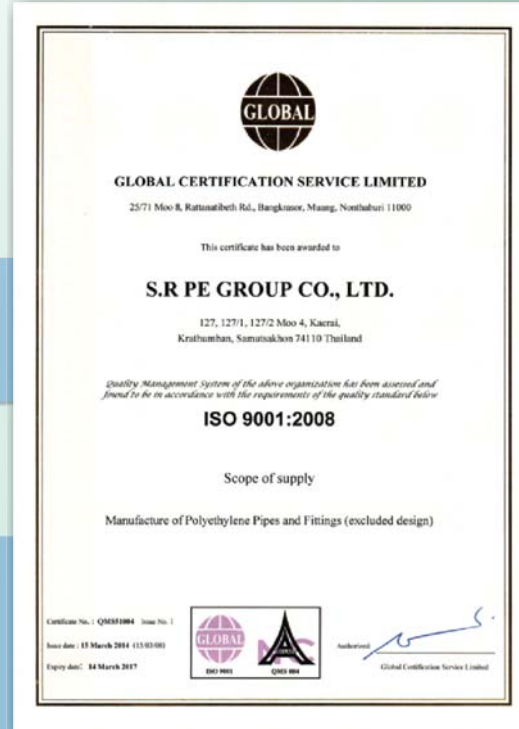 GLOBAL
GLOBAL CERTIFICATION SERVICE LIMITED
25/71 Moo 8, Rattanatibeth Rd., Bangkrasor, Muang, Nonthaburi 11000
This certificate has been awarded to
S.R PE GROUP CO., LTD.
127, 127/1, 127/2 Moo 4, Kaerai,
Krathumban, Samutsakhon 74110 Thailand
Quality Management System of the above organization has been assessed and
found to be in accordance with the requirements of the quality standard below
ISO 9001:2008
Scope of supply
Manufacture of Polyethylene Pipes and Fittings (excluded design)
Certificate No. : QMS51004 Issue No. 1
Issue date : 15 March 2014
Expiry date: 14 March 2017
GLOBAL
ISO 9001
NAC
QMS 004
Authorized
Global Certification Service Limited